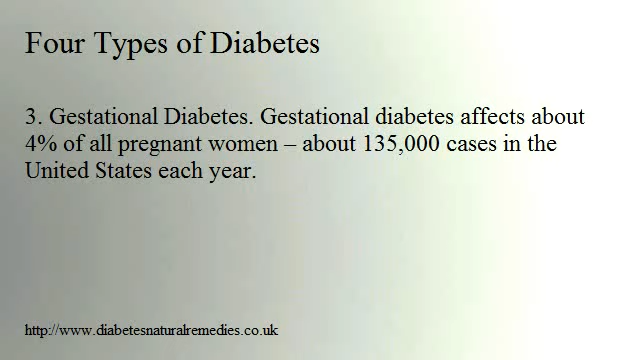 Four Types of Diabetes
3. Gestational Diabetes. Gestational diabetes affects about
4% of all pregnant women – about 135,000 cases in the
United States each year.
http://www.diabetesnaturalremedies.co.uk